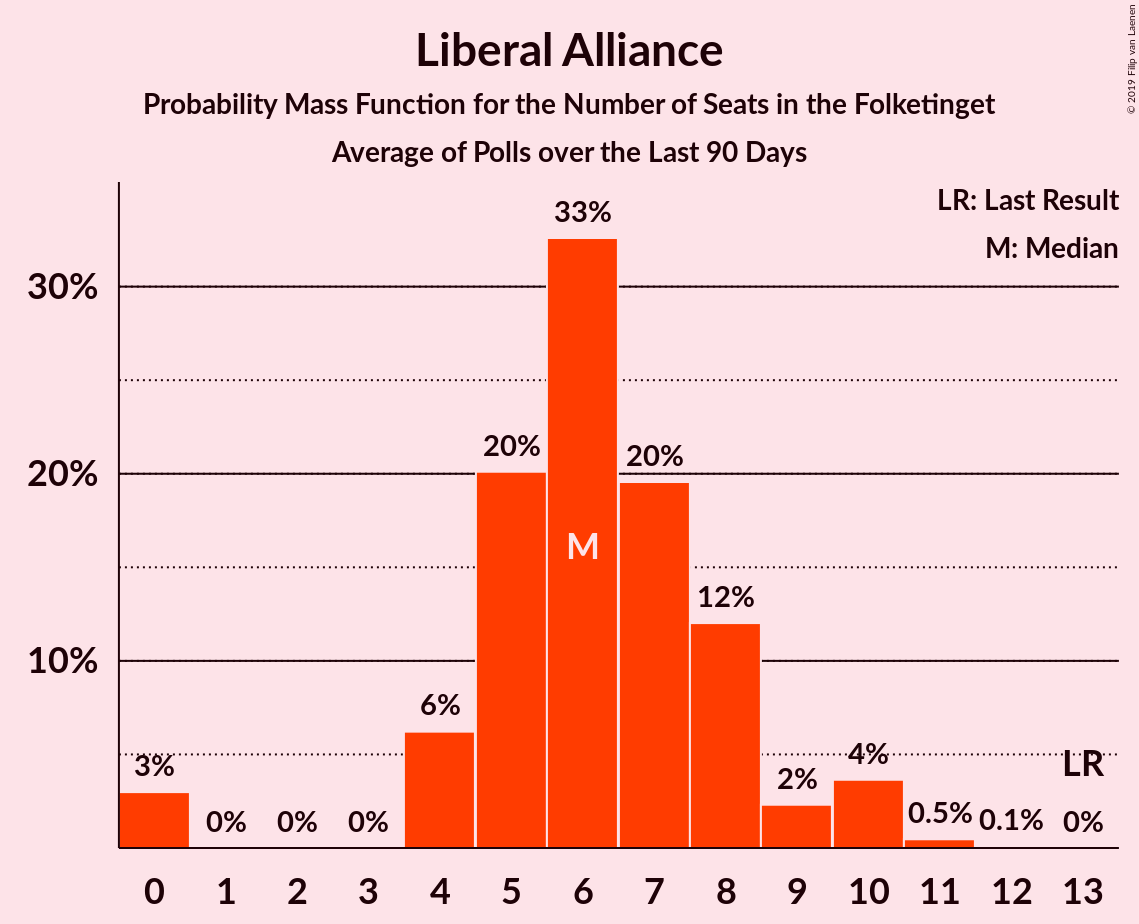 Liberal Alliance
Probability Mass Function for the Number of Seats in the Folketinget
Average of Polls over the Last 90 Days
© 2019 Filip van Laenen
LR: Last Result
M: Median
30%
20%
10%
3%
0%
0%
0%
6%
20%
33%
M
20%
12%
2%
4%
0.5%
0.1%
LR
0%
0 1 2 3 4 5 6 7 8 9 10 11 12 13